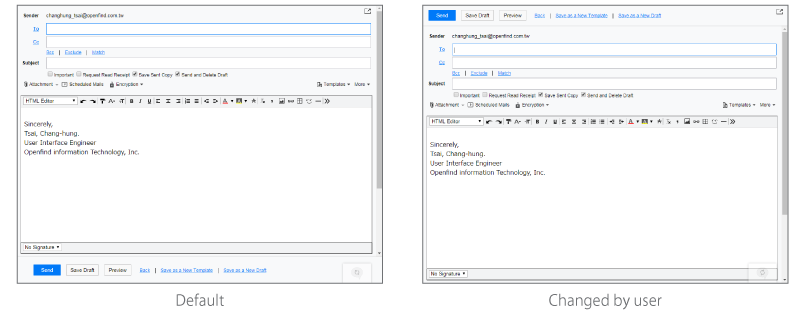 Sender changhung_tsai@openfind.com.tw
To
Cc
Bcc | Exclude | Match
Subject
Important Request Read Receipt Save Sent Copy Send and Delete Draft
Attachment Scheduled Mails Encryption Templates More
HTML Editor
Sincerely,
Tsai, Chang-hung.
User Interface Engineer
Openfind information Technology, Inc.
No Signature
Send Save Draft Preview Back | Save as a New Template | Save as a New Draft
Default
Send Save Draft Preview Back | Save as a New Template | Save as a New Draft
Sender changhung_tsai@openfind.com.tw
To
Cc
Bcc | Exclude | Match
Subject
Important Request Read Receipt Save Sent Copy Send and Delete Draft
Attachment Scheduled Mails Encryption Templates More
HTML Editor
Sincerely,
Tsai, Chang-hung.
User Interface Engineer
Openfind information Technology, Inc.
No Signature
Changed by user